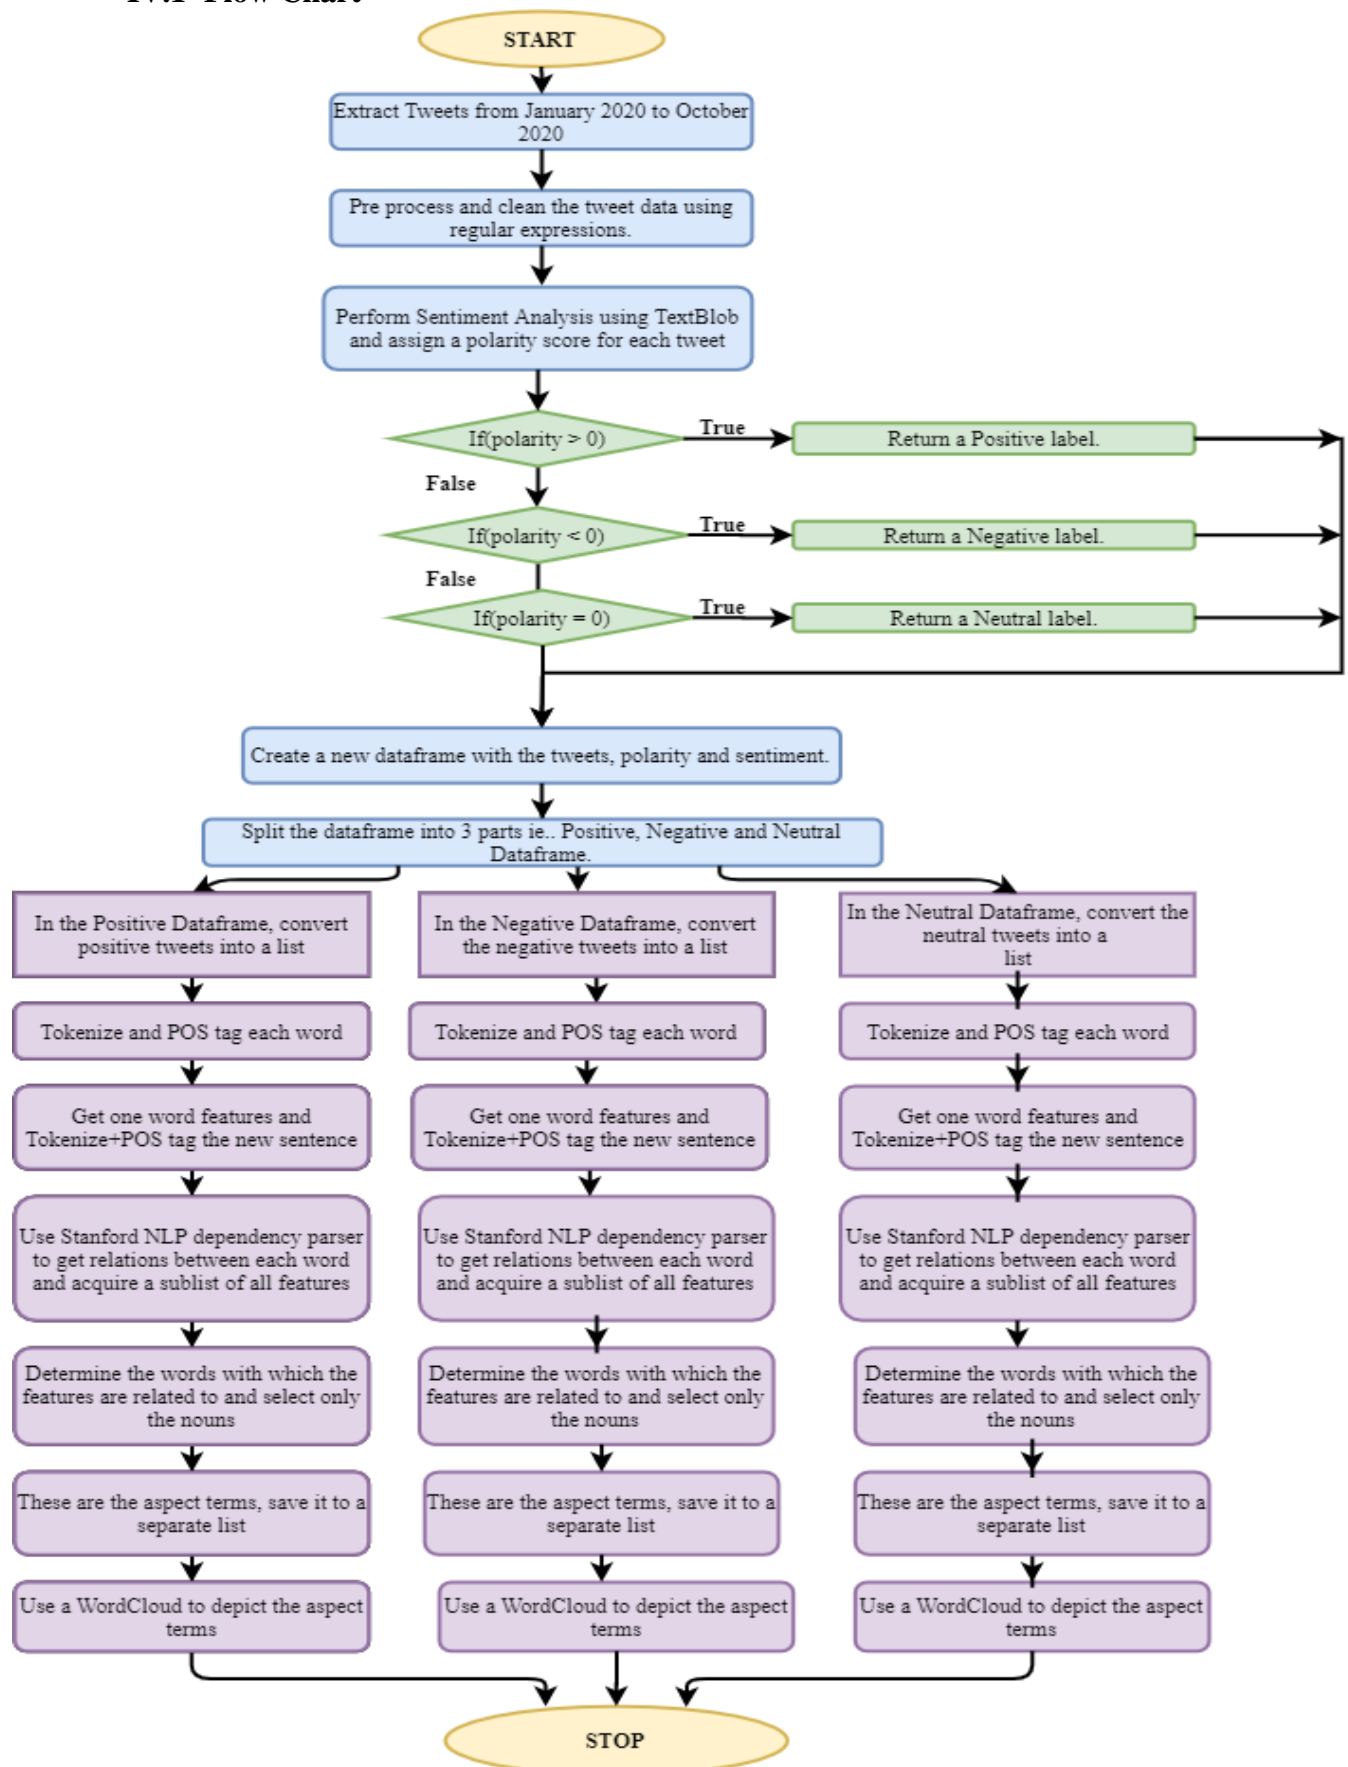 IV.1 Flow Chart
START
Extract Tweets from January 2020 to October
2020
Pre process and clean the tweet data using
regular expressions.
Perform Sentiment Analysis using TextBlob
and assign a polarity score for each tweet
If(polarity > 0)
True
Return a Positive label.
False
If(polarity < 0)
True
Return a Negative label.
False
If(polarity = 0)
True
Return a Neutral label.
Create a new dataframe with the tweets, polarity and sentiment.
Split the dataframe into 3 parts ie.. Positive, Negative and Neutral
Dataframe.
In the Positive Dataframe, convert
positive tweets into a list
Tokenize and POS tag each word
Get one word features and
Tokenize+POS tag the new sentence
Use Stanford NLP dependency parser
to get relations between each word
and acquire a sublist of all features
Determine the words with which the
features are related to and select only
the nouns
These are the aspect terms, save it to a
separate list
Use a WordCloud to depict the aspect
terms
In the Negative Dataframe, convert
the negative tweets into a list
Tokenize and POS tag each word
Get one word features and
Tokenize+POS tag the new sentence
Use Stanford NLP dependency parser
to get relations between each word
and acquire a sublist of all features
Determine the words with which the
features are related to and select only
the nouns
These are the aspect terms, save it to a
separate list
Use a WordCloud to depict the aspect
terms
In the Neutral Dataframe, convert the
neutral tweets into a
list
Tokenize and POS tag each word
Get one word features and
Tokenize+POS tag the new sentence
Use Stanford NLP dependency parser
to get relations between each word
and acquire a sublist of all features
Determine the words with which the
features are related to and select only
the nouns
These are the aspect terms, save it to a
separate list
Use a WordCloud to depict the aspect
terms
STOP